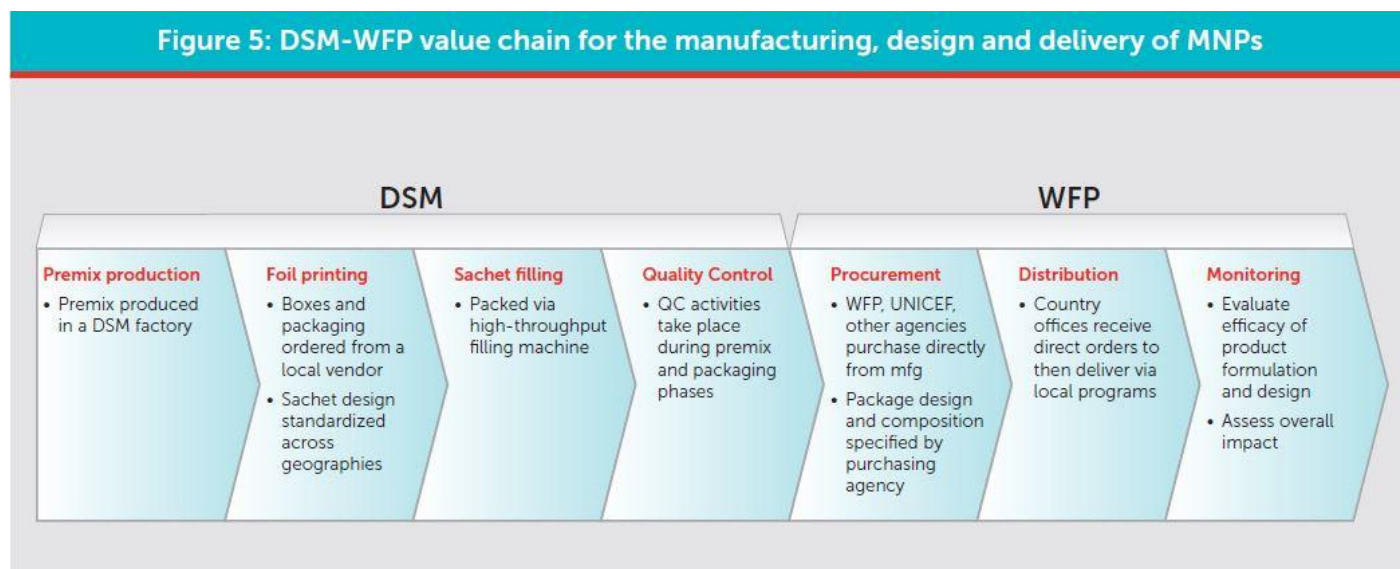 Figure 5: DSM-WFP value chain for the manufacturing, design and delivery of MNPs
DSM
WFP
Premix production
• Premix produced
in a DSM factory
Foil printing
• Boxes and
packaging
ordered from a
local vendor
• Sachet design
standardized
across
geographies
Sachet filling
• Packed via
high-throughput
filling machine
Quality Control
• QC activities
take place
during premix
and packaging
phases
Procurement
• WFP, UNICEF,
other agencies
purchase directly
from mfg
• Package design
and composition
specified by
purchasing
agency
Distribution
• Country
offices receive
direct orders to
then deliver via
local programs
Monitoring
• Evaluate
efficacy of
product
formulation
and design
• Assess overall
impact